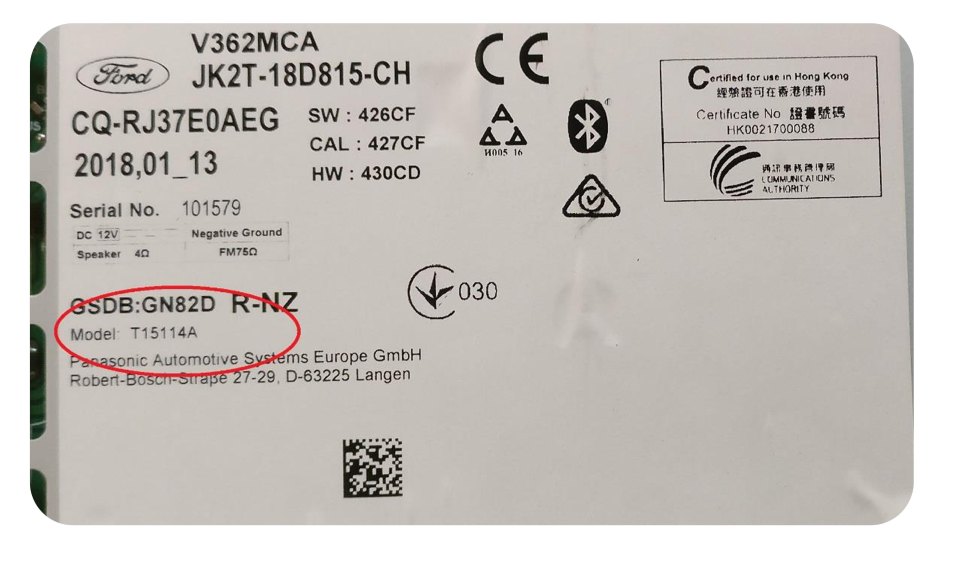 Ford
V362MCA
JK2T-18D815-CH
CQ-RJ37E0AEG
2018,01_13
SW : 426CF
CAL : 427CF
HW : 430CD
Serial No. 101579
DC 12V Negative Ground
Speaker 4Ω FM75Ω
GSDB:GN82D R-NZ
Model: T15114A
Panasonic Automotive Systems Europe GmbH
Robert-Bosch-Straße 27-29, D-63225 Langen
CE
H005 16
030
Certified for use in Hong Kong
經驗證可在香港使用
Certificate No 證書號碼
HK0021700088
通訊事務管理局
COMMUNICATIONS
AUTHORITY